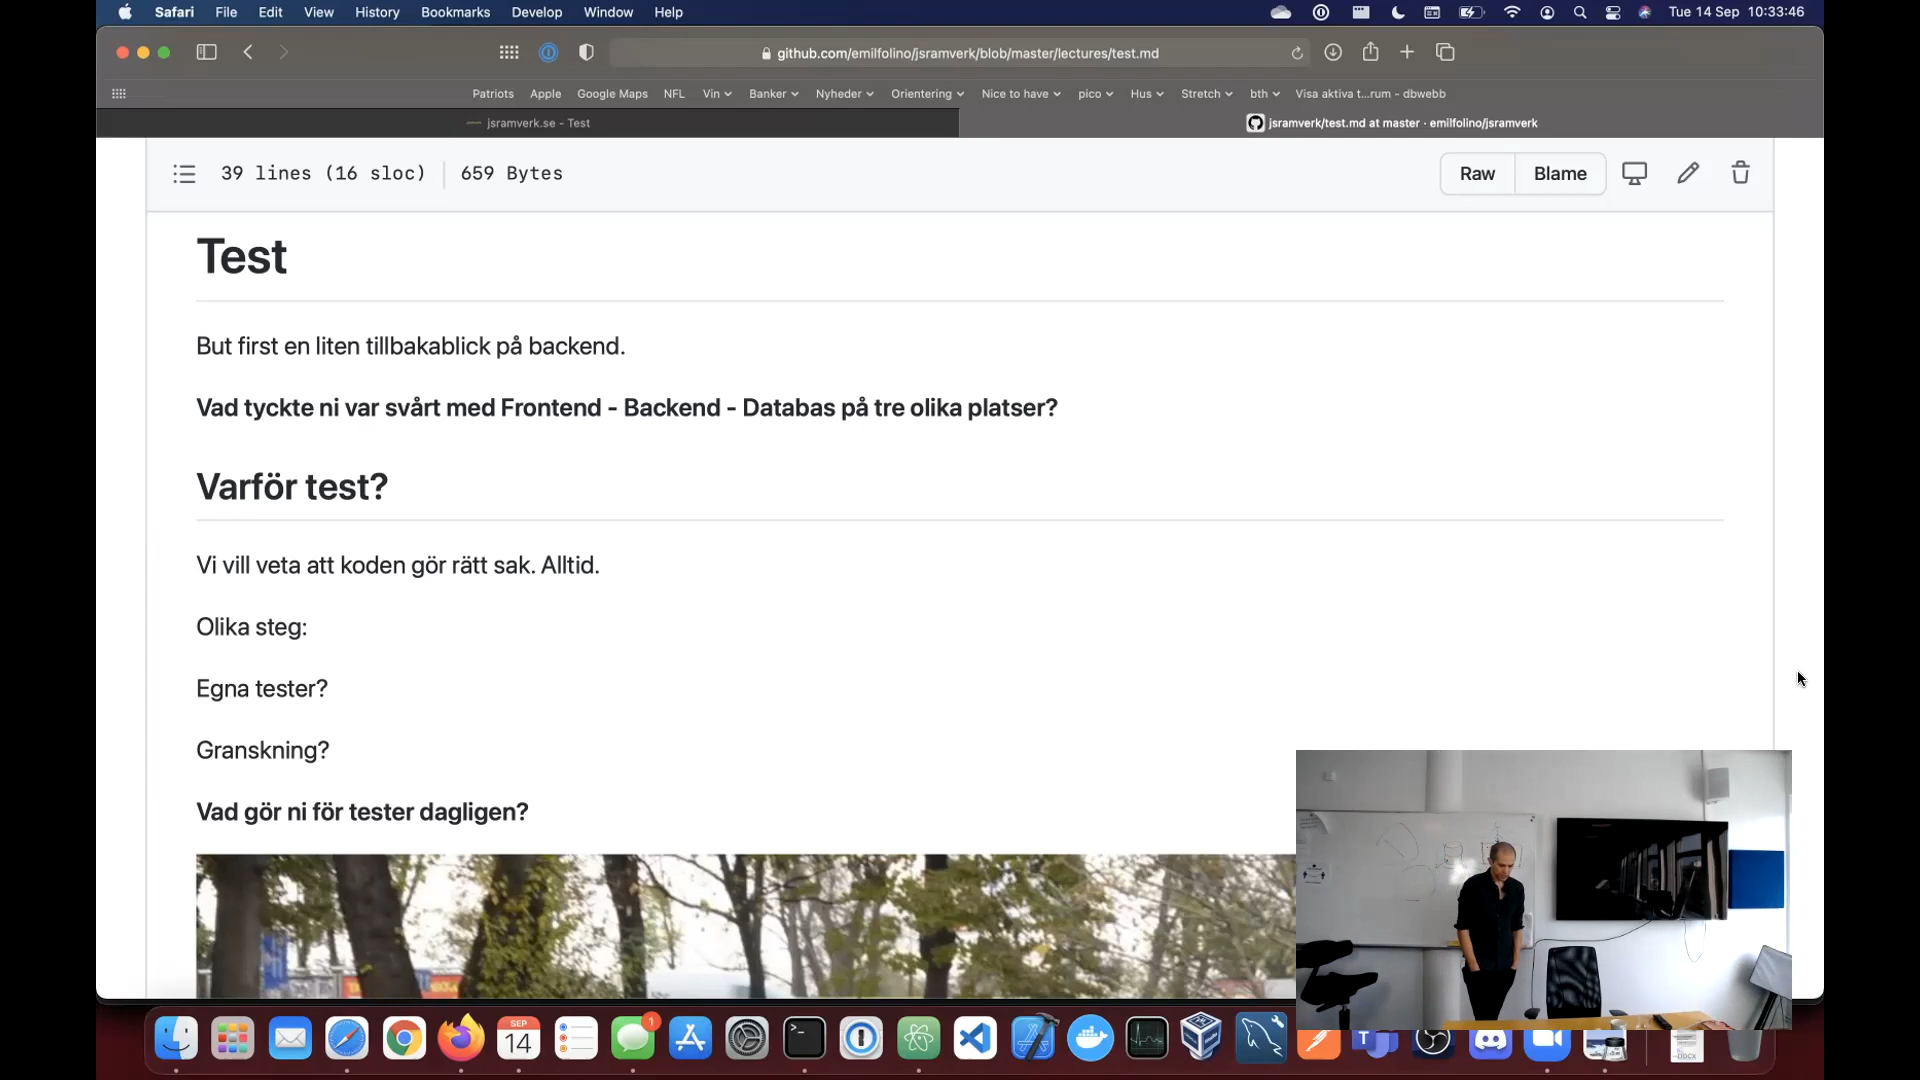 Safari File Edit View History Bookmarks Develop Window Help Tue 14 Sep 10:33:46
github.com/emilfolino/jsramverk/blob/master/lectures/test.md
Patriots Apple Google Maps NFL Vin Banker Nyheder Orientering Nice to have pico Hus Stretch bth Visa aktiva t...rum - dbwebb
jsramverk.se - Test jsramverk/test.md at master · emilfolino/jsramverk
39 lines (16 sloc) 659 Bytes Raw Blame
Test
But first en liten tillbakablick på backend.
Vad tyckte ni var svårt med Frontend - Backend - Databas på tre olika platser?
Varför test?
Vi vill veta att koden gör rätt sak. Alltid.
Olika steg:
Egna tester?
Granskning?
Vad gör ni för tester dagligen?
SEP
14
1
DOCX